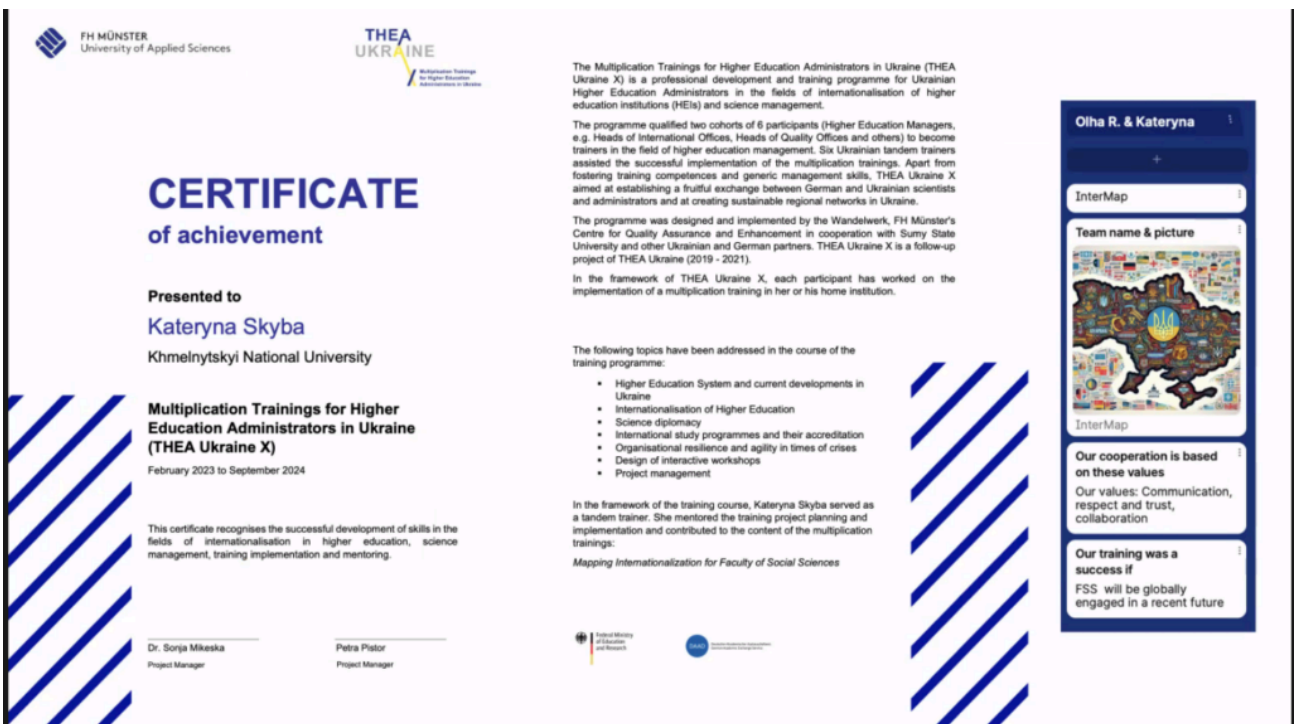 FH MÜNSTER
University of Applied Sciences
THEA
UKRAINE
Multiplication Trainings
for Higher Education
Administrators in Ukraine
CERTIFICATE
of achievement
Presented to
Kateryna Skyba
Khmelnytskyi National University
Multiplication Trainings for Higher
Education Administrators in Ukraine
(THEA Ukraine X)
February 2023 to September 2024
This certificate recognises the successful development of skills in the
fields of internationalisation in higher education, science
management, training implementation and mentoring.
Dr. Sonja Mikeska
Project Manager
Petra Pistor
Project Manager
The Multiplication Trainings for Higher Education Administrators in Ukraine (THEA
Ukraine X) is a professional development and training programme for Ukrainian
Higher Education Administrators in the fields of internationalisation of higher
education institutions (HEIs) and science management.
The programme qualified two cohorts of 6 participants (Higher Education Managers,
e.g. Heads of International Offices, Heads of Quality Offices and others) to become
trainers in the field of higher education management. Six Ukrainian tandem trainers
assisted the successful implementation of the multiplication trainings. Apart from
fostering training competences and generic management skills, THEA Ukraine X
aimed at establishing a fruitful exchange between German and Ukrainian scientists
and administrators and at creating sustainable regional networks in Ukraine.
The programme was designed and implemented by the Wandelwerk, FH Münster's
Centre for Quality Assurance and Enhancement in cooperation with Sumy State
University and other Ukrainian and German partners. THEA Ukraine X is a follow-up
project of THEA Ukraine (2019 - 2021).
In the framework of THEA Ukraine X, each participant has worked on the
implementation of a multiplication training in her or his home institution.
The following topics have been addressed in the course of the
training programme:
▪ Higher Education System and current developments in
Ukraine
▪ Internationalisation of Higher Education
▪ Science diplomacy
▪ International study programmes and their accreditation
▪ Organisational resilience and agility in times of crises
▪ Design of interactive workshops
▪ Project management
In the framework of the training course, Kateryna Skyba served as
a tandem trainer. She mentored the training project planning and
implementation and contributed to the content of the multiplication
trainings:
Mapping Internationalization for Faculty of Social Sciences
Federal Ministry
of Education
and Research
DAAD
Olha R. & Kateryna
InterMap
Team name & picture
InterMap
Our cooperation is based
on these values
Our values: Communication,
respect and trust,
collaboration
Our training was a
success if
FSS will be globally
engaged in a recent future